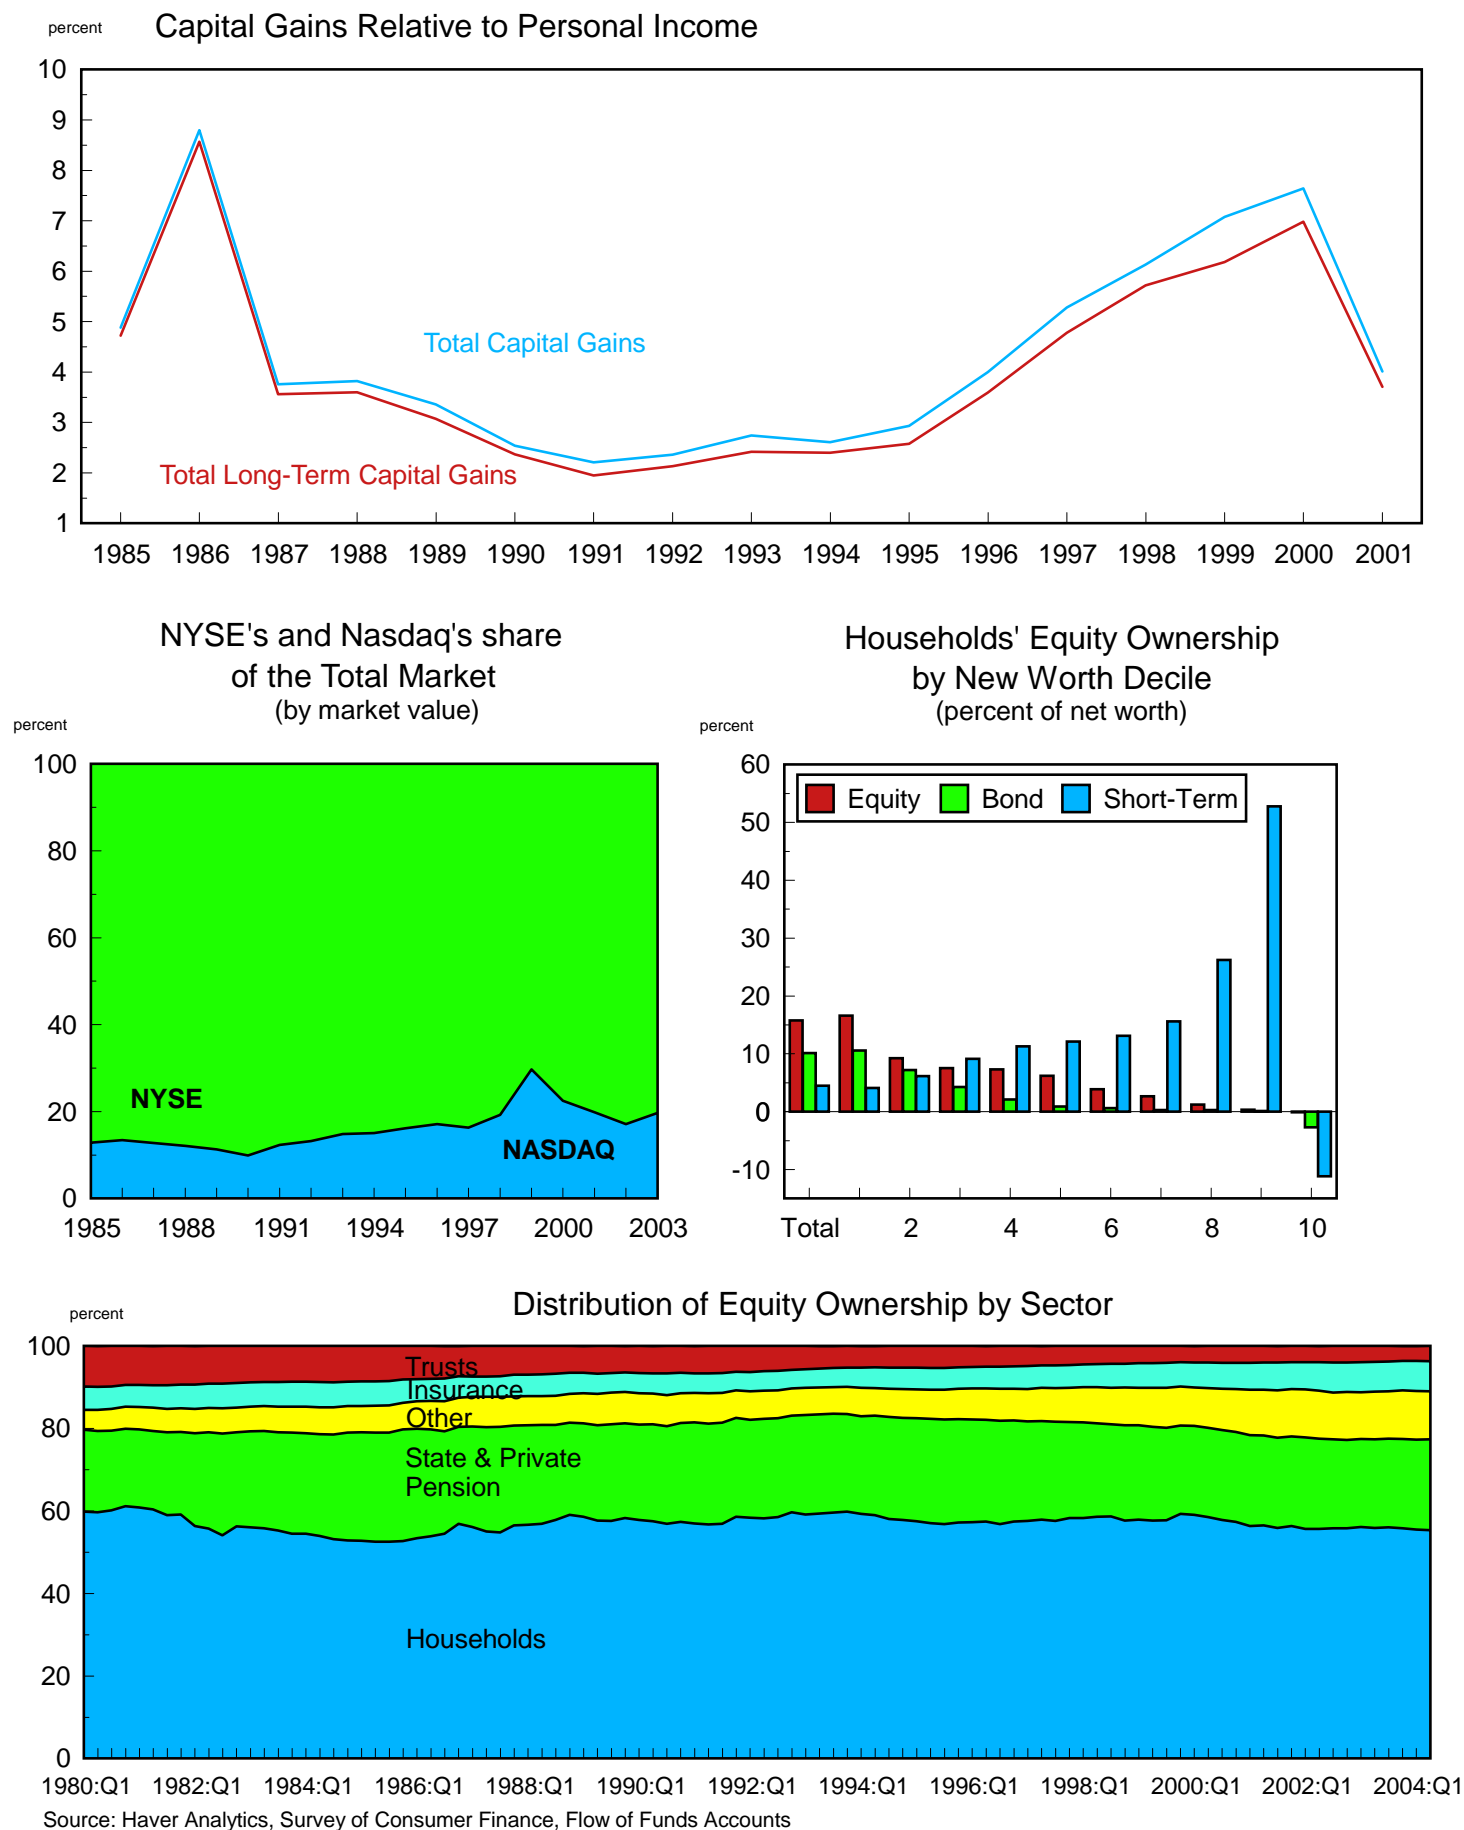 percent
Capital Gains Relative to Personal Income
10
9
8
7
6
5
4
3
2
1
Total Capital Gains
Total Long-Term Capital Gains
1985 1986 1987 1988 1989 1990 1991 1992 1993 1994 1995 1996 1997 1998 1999 2000 2001
NYSE's and Nasdaq's share
of the Total Market
(by market value)
percent
100
80
60
40
20
0
NYSE
NASDAQ
1985 1988 1991 1994 1997 2000 2003
Households' Equity Ownership
by New Worth Decile
(percent of net worth)
percent
60
50
40
30
20
10
0
-10
Equity Bond Short-Term
Total 2 4 6 8 10
Distribution of Equity Ownership by Sector
percent
100
80
60
40
20
0
Trusts
Insurance
Other
State & Private
Pension
Households
1980:Q1 1982:Q1 1984:Q1 1986:Q1 1988:Q1 1990:Q1 1992:Q1 1994:Q1 1996:Q1 1998:Q1 2000:Q1 2002:Q1 2004:Q1
Source: Haver Analytics, Survey of Consumer Finance, Flow of Funds Accounts